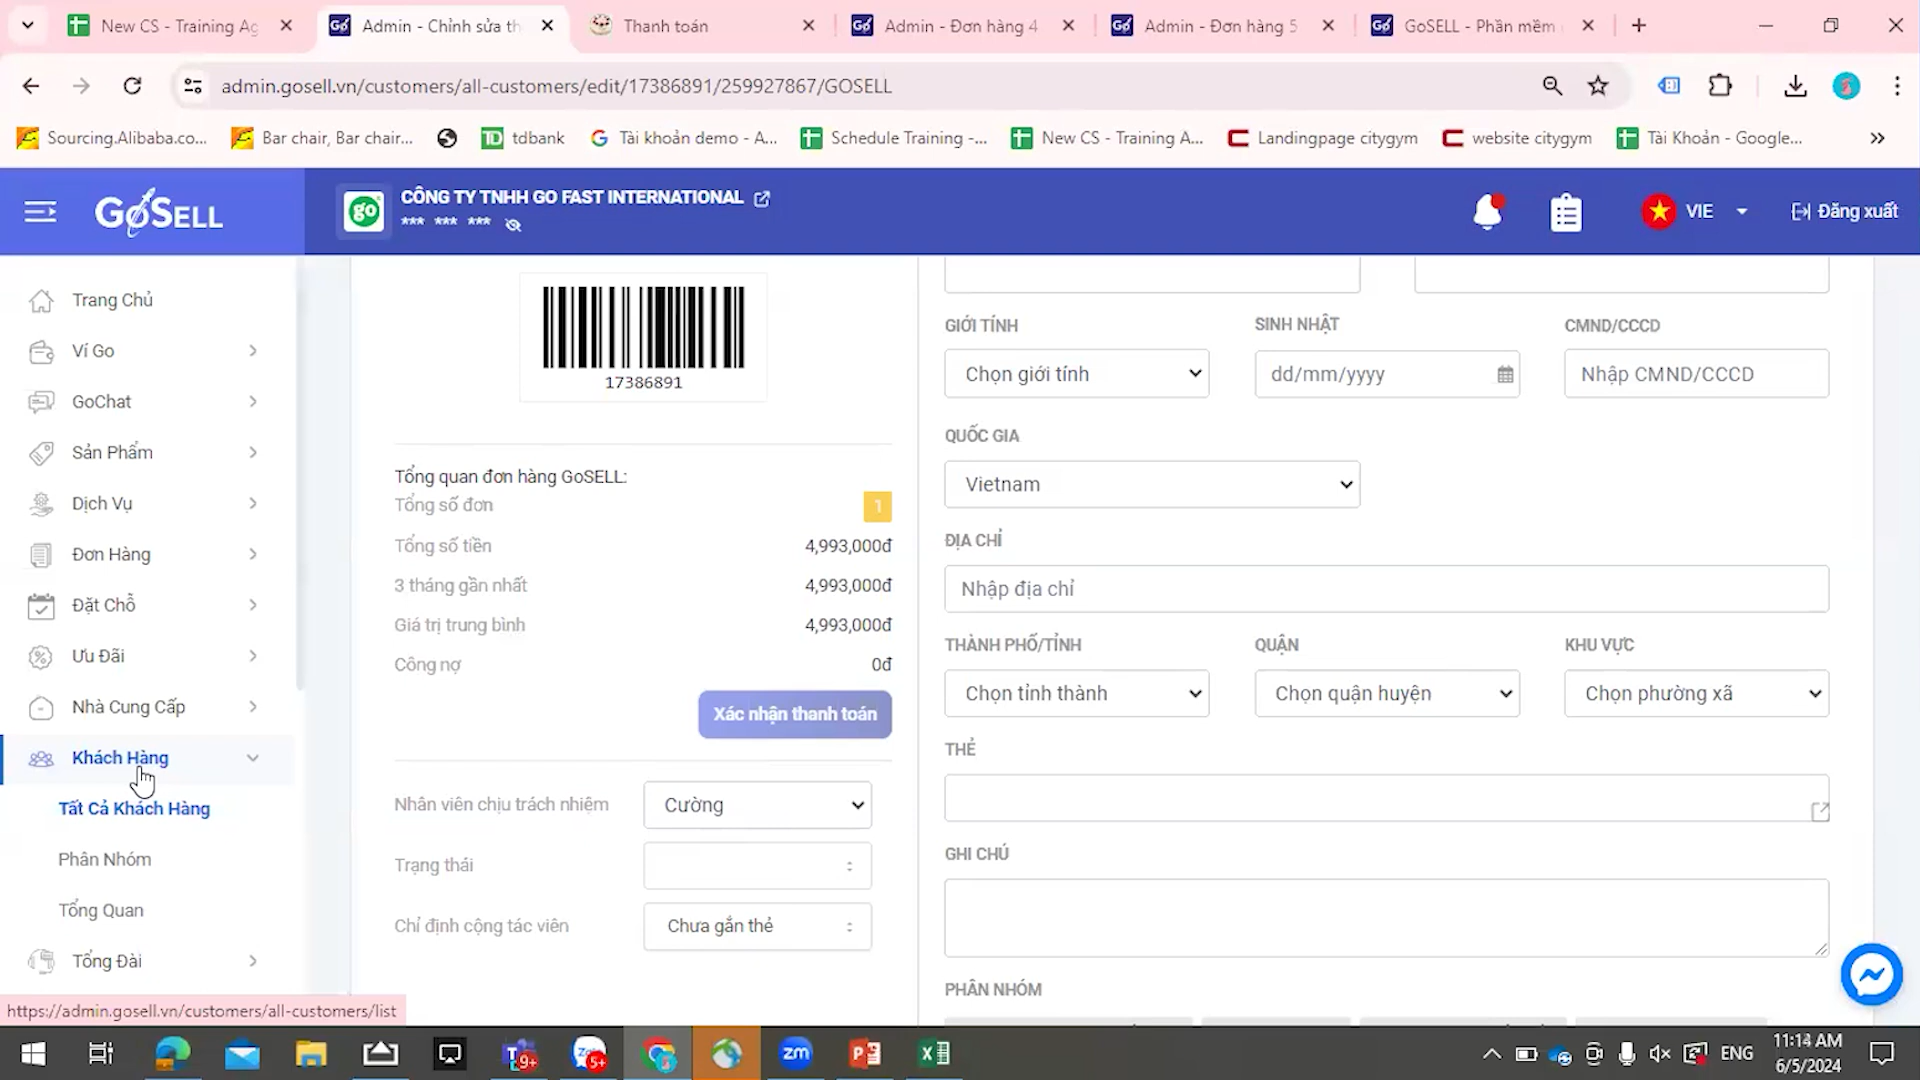 New CS - Training Ag
Admin - Chỉnh sửa th
Thanh toán
Admin - Đơn hàng 4
Admin - Đơn hàng 5
GoSELL - Phần mềm
admin.gosell.vn/customers/all-customers/edit/17386891/259927867/GOSELL
Sourcing.Alibaba.co...
Bar chair, Bar chair...
tdbank
Tài khoản demo - A...
Schedule Training -...
New CS - Training A...
Landingpage citygym
website citygym
Tài Khoản - Google...
GoSELL
go
CÔNG TY TNHH GO FAST INTERNATIONAL
*** *** ***
VIE
Đăng xuất
Trang Chủ
Ví Go
GoChat
Sản Phẩm
Dịch Vụ
Đơn Hàng
Đặt Chỗ
Ưu Đãi
Nhà Cung Cấp
Khách Hàng
Tất Cả Khách Hàng
Phân Nhóm
Tổng Quan
Tổng Đài
https://admin.gosell.vn/customers/all-customers/list
17386891
Tổng quan đơn hàng GoSELL:
Tổng số đơn 1
Tổng số tiền 4,993,000đ
3 tháng gần nhất 4,993,000đ
Giá trị trung bình 4,993,000đ
Công nợ 0đ
Xác nhận thanh toán
Nhân viên chịu trách nhiệm Cường
Trạng thái
Chỉ định cộng tác viên Chưa gắn thẻ
GIỚI TÍNH SINH NHẬT CMND/CCCD
Chọn giới tính dd/mm/yyyy Nhập CMND/CCCD
QUỐC GIA
Vietnam
ĐỊA CHỈ
Nhập địa chỉ
THÀNH PHỐ/TỈNH QUẬN KHU VỰC
Chọn tỉnh thành Chọn quận huyện Chọn phường xã
THẺ
GHI CHÚ
PHÂN NHÓM
9+
5+
zm
ENG
11:14 AM
6/5/2024